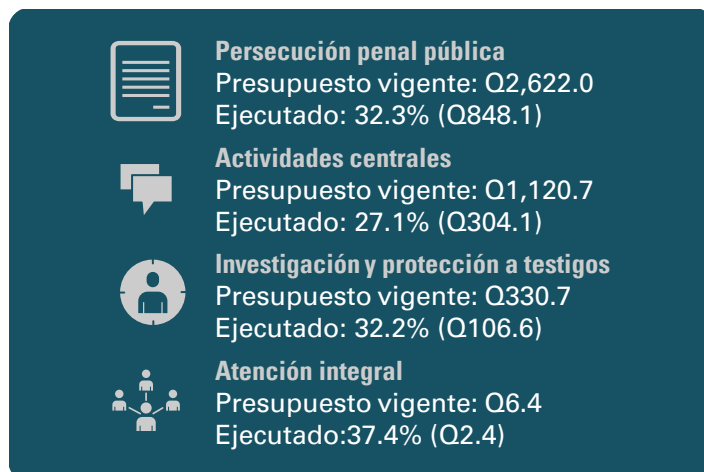 Persecución penal pública
Presupuesto vigente: Q2,622.0
Ejecutado: 32.3% (Q848.1)
Actividades centrales
Presupuesto vigente: Q1,120.7
Ejecutado: 27.1% (Q304.1)
Investigación y protección a testigos
Presupuesto vigente: Q330.7
Ejecutado: 32.2% (Q106.6)
Atención integral
Presupuesto vigente: Q6.4
Ejecutado:37.4% (Q2.4)